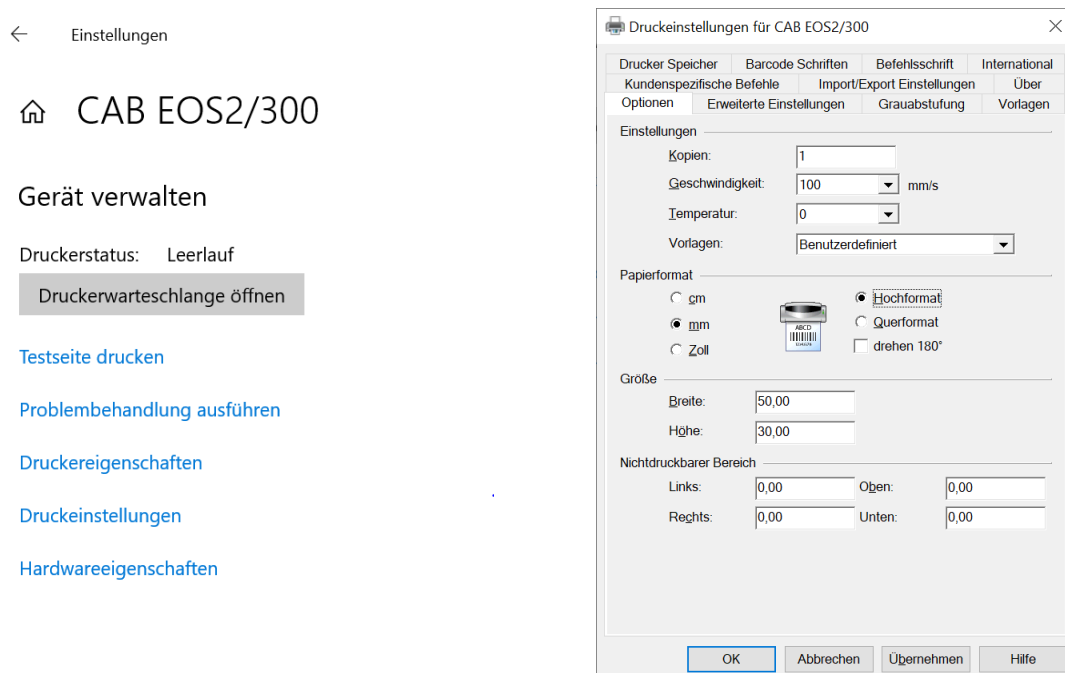 Einstellungen
CAB EOS2/300
Gerät verwalten
Druckerstatus: Leerlauf
Druckerwarteschlange öffnen
Testseite drucken
Problembehandlung ausführen
Druckereigenschaften
Druckeinstellungen
Hardwareeigenschaften
Druckeinstellungen für CAB EOS2/300
Drucker Speicher Barcode Schriften Befehlsschrift International
Kundenspezifische Befehle Import/Export Einstellungen Über
Optionen Erweiterte Einstellungen Grauabstufung Vorlagen
Einstellungen
Kopien: 1
Geschwindigkeit: 100 mm/s
Temperatur: 0
Vorlagen: Benutzerdefiniert
Papierformat
cm
mm
Zoll
ABCD
Hochformat
Querformat
drehen 180°
Größe
Breite: 50,00
Höhe: 30,00
Nichtdruckbarer Bereich
Links: 0,00 Oben: 0,00
Rechts: 0,00 Unten: 0,00
OK Abbrechen Übernehmen Hilfe